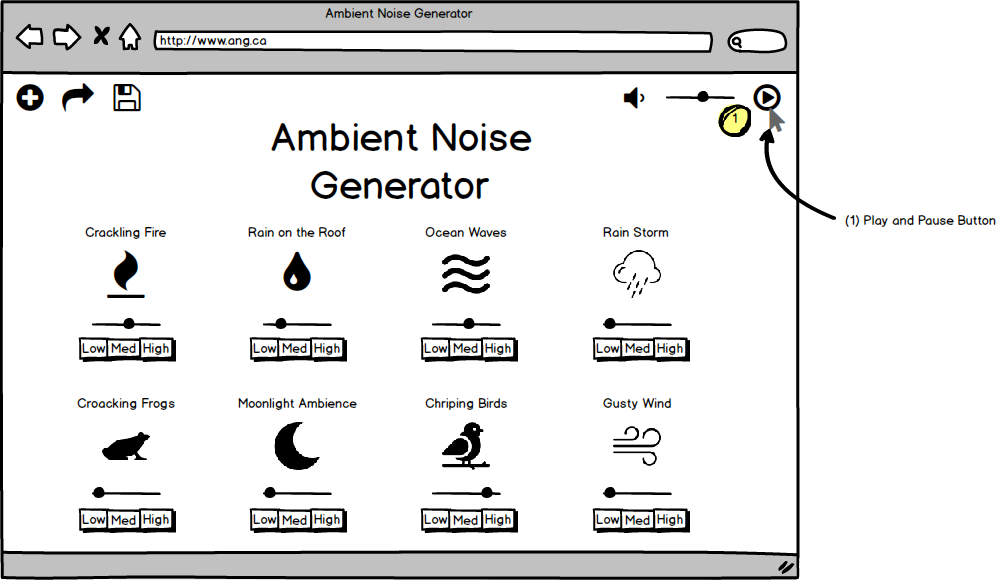 Ambient Noise Generator
http://www.ang.ca
1
Ambient Noise
Generator
(1) Play and Pause Button
Crackling Fire
Rain on the Roof
Ocean Waves
Rain Storm
Low Med High
Low Med High
Low Med High
Low Med High
Croacking Frogs
Moonlight Ambience
Chriping Birds
Gusty Wind
Low Med High
Low Med High
Low Med High
Low Med High